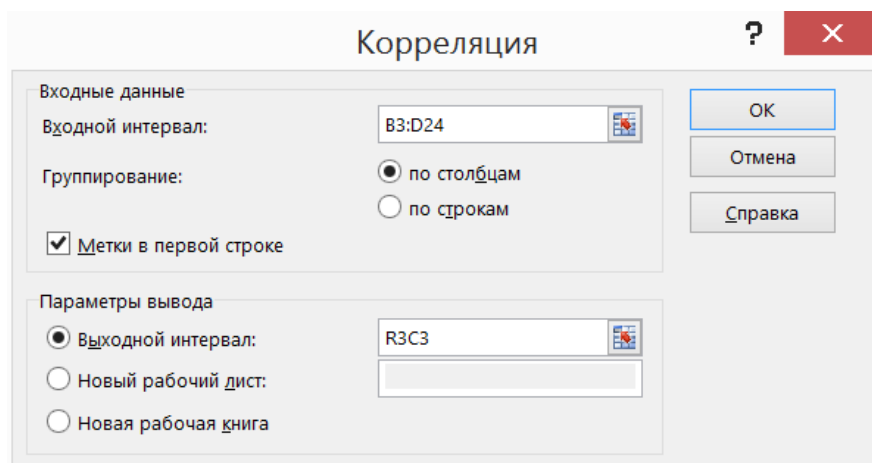 Корреляция
?
Входные данные
Входной интервал: B3:D24
ОК
Группирование: по столбцам
Отмена
по строкам
Справка
Метки в первой строке
Параметры вывода
Выходной интервал: R3C3
Новый рабочий лист:
Новая рабочая книга